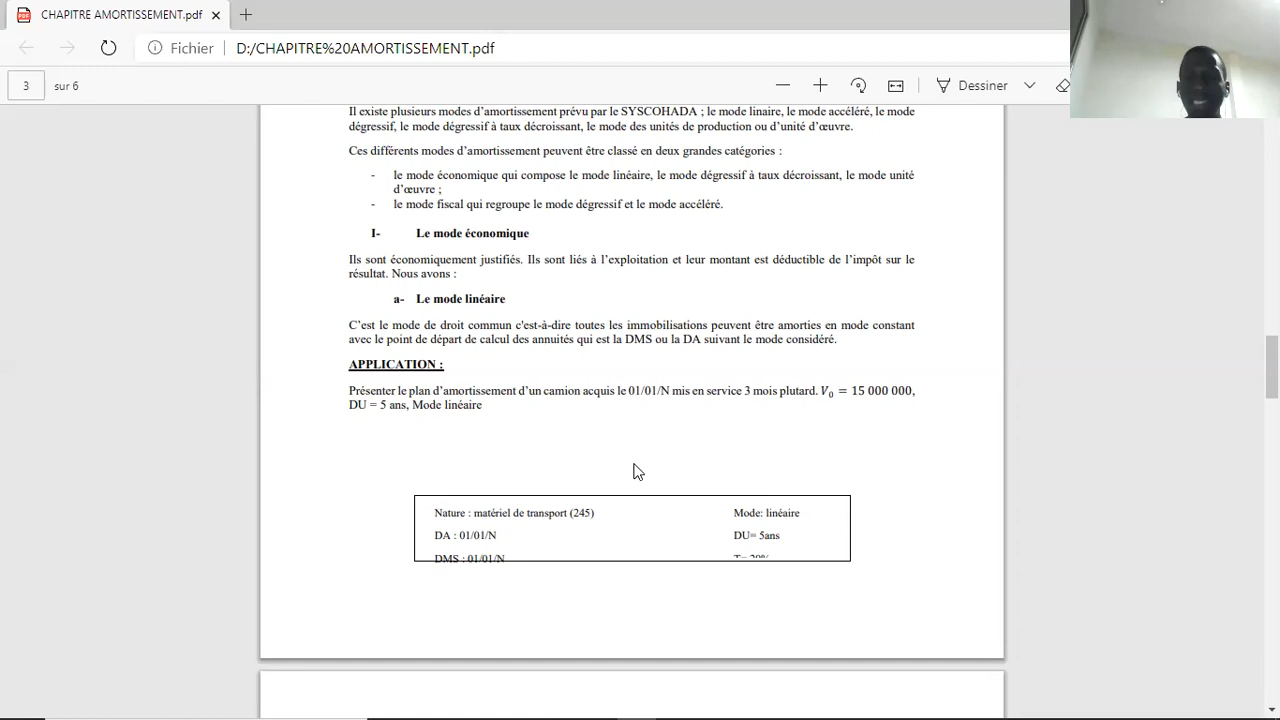 CHAPITRE AMORTISSEMENT.pdf
Fichier
D:/CHAPITRE%20AMORTISSEMENT.pdf
3 sur 6
Dessiner
Il existe plusieurs modes d'amortissement prévu par le SYSCOHADA ; le mode linaire, le mode accéléré, le mode
dégressif, le mode dégressif à taux décroissant, le mode des unités de production ou d'unité d'œuvre.
Ces différents modes d'amortissement peuvent être classé en deux grandes catégories :
- le mode économique qui compose le mode linéaire, le mode dégressif à taux décroissant, le mode unité
d'œuvre ;
- le mode fiscal qui regroupe le mode dégressif et le mode accéléré.
I- Le mode économique
Ils sont économiquement justifiés. Ils sont liés à l'exploitation et leur montant est déductible de l'impôt sur le
résultat. Nous avons :
a- Le mode linéaire
C'est le mode de droit commun c'est-à-dire toutes les immobilisations peuvent être amorties en mode constant
avec le point de départ de calcul des annuités qui est la DMS ou la DA suivant le mode considéré.
APPLICATION :
Présenter le plan d'amortissement d'un camion acquis le 01/01/N mis en service 3 mois plutard. V₀ = 15 000 000,
DU = 5 ans, Mode linéaire
Nature : matériel de transport (245) Mode: linéaire
DA : 01/01/N DU= 5ans
DMS : 01/01/N T= 20%